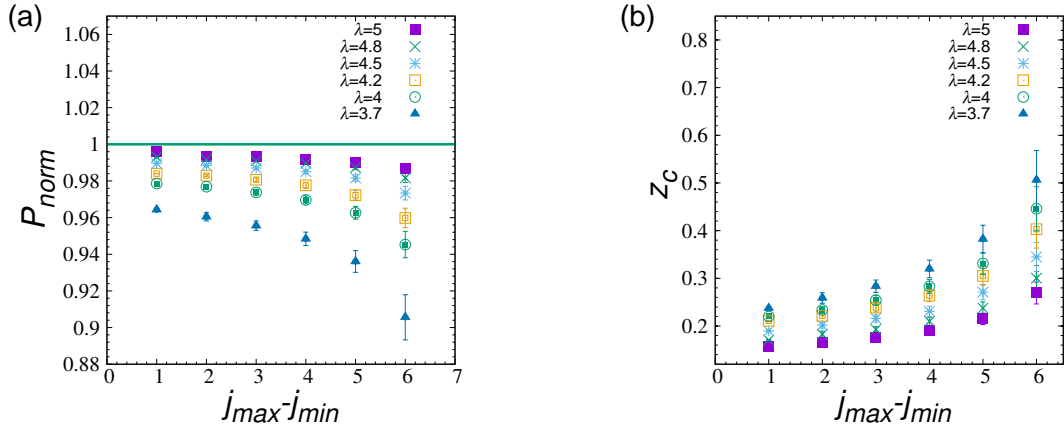 (a)
1.06
1.04
1.02
1
0.98
0.96
0.94
0.92
0.9
0.88
P_norm
λ=5
λ=4.8
λ=4.5
λ=4.2
λ=4
λ=3.7
0 1 2 3 4 5 6 7
j_max-j_min
(b)
0.8
0.7
0.6
0.5
0.4
0.3
0.2
z_c
λ=5
λ=4.8
λ=4.5
λ=4.2
λ=4
λ=3.7
0 1 2 3 4 5 6
j_max-j_min